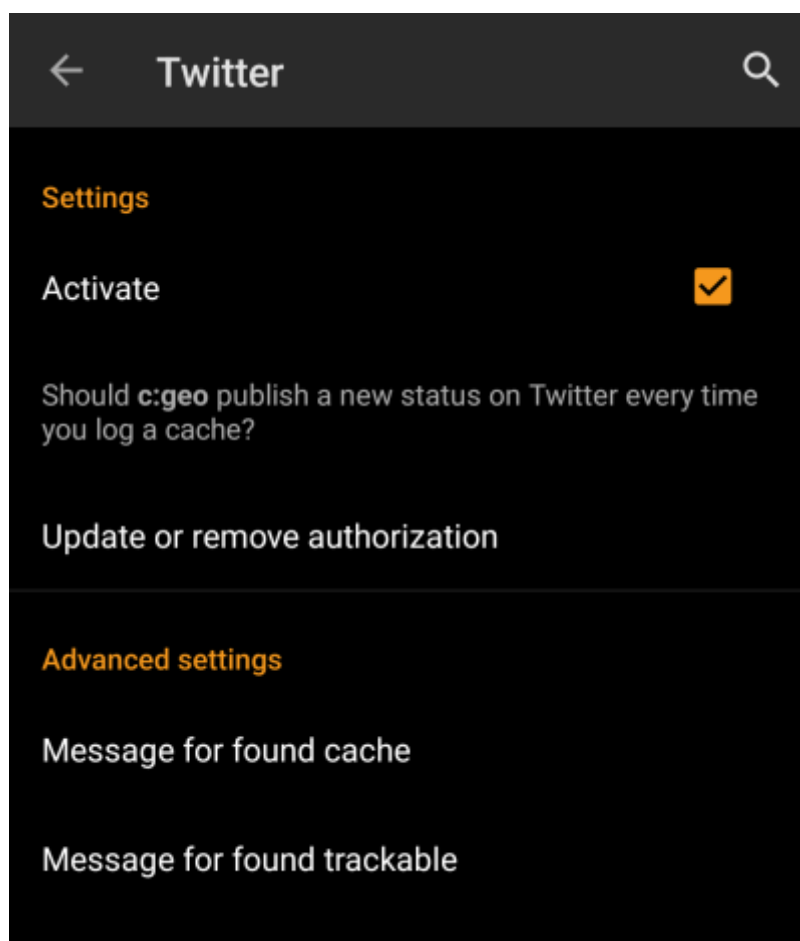 Twitter
Settings
Activate
Should c:geo publish a new status on Twitter every time
you log a cache?
Update or remove authorization
Advanced settings
Message for found cache
Message for found trackable